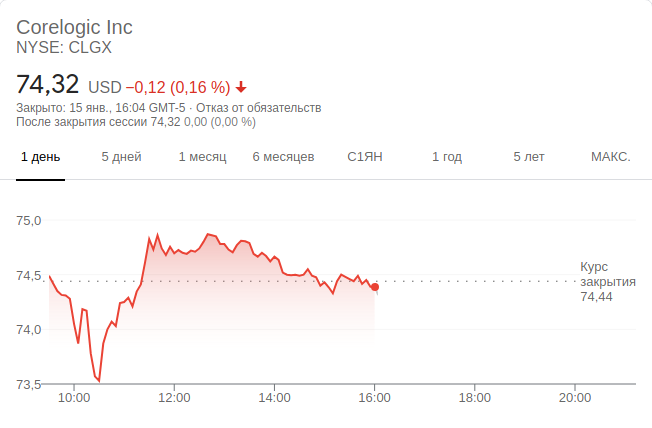 Corelogic Inc
NYSE: CLGX
74,32 USD −0,12 (0,16 %)
Закрыто: 15 янв., 16:04 GMT-5 · Отказ от обязательств
После закрытия сессии 74,32 0,00 (0,00 %)
1 день 5 дней 1 месяц 6 месяцев С1ЯН 1 год 5 лет МАКС.
75,0
74,5
74,0
73,5
Курс
закрытия
74,44
10:00 12:00 14:00 16:00 18:00 20:00